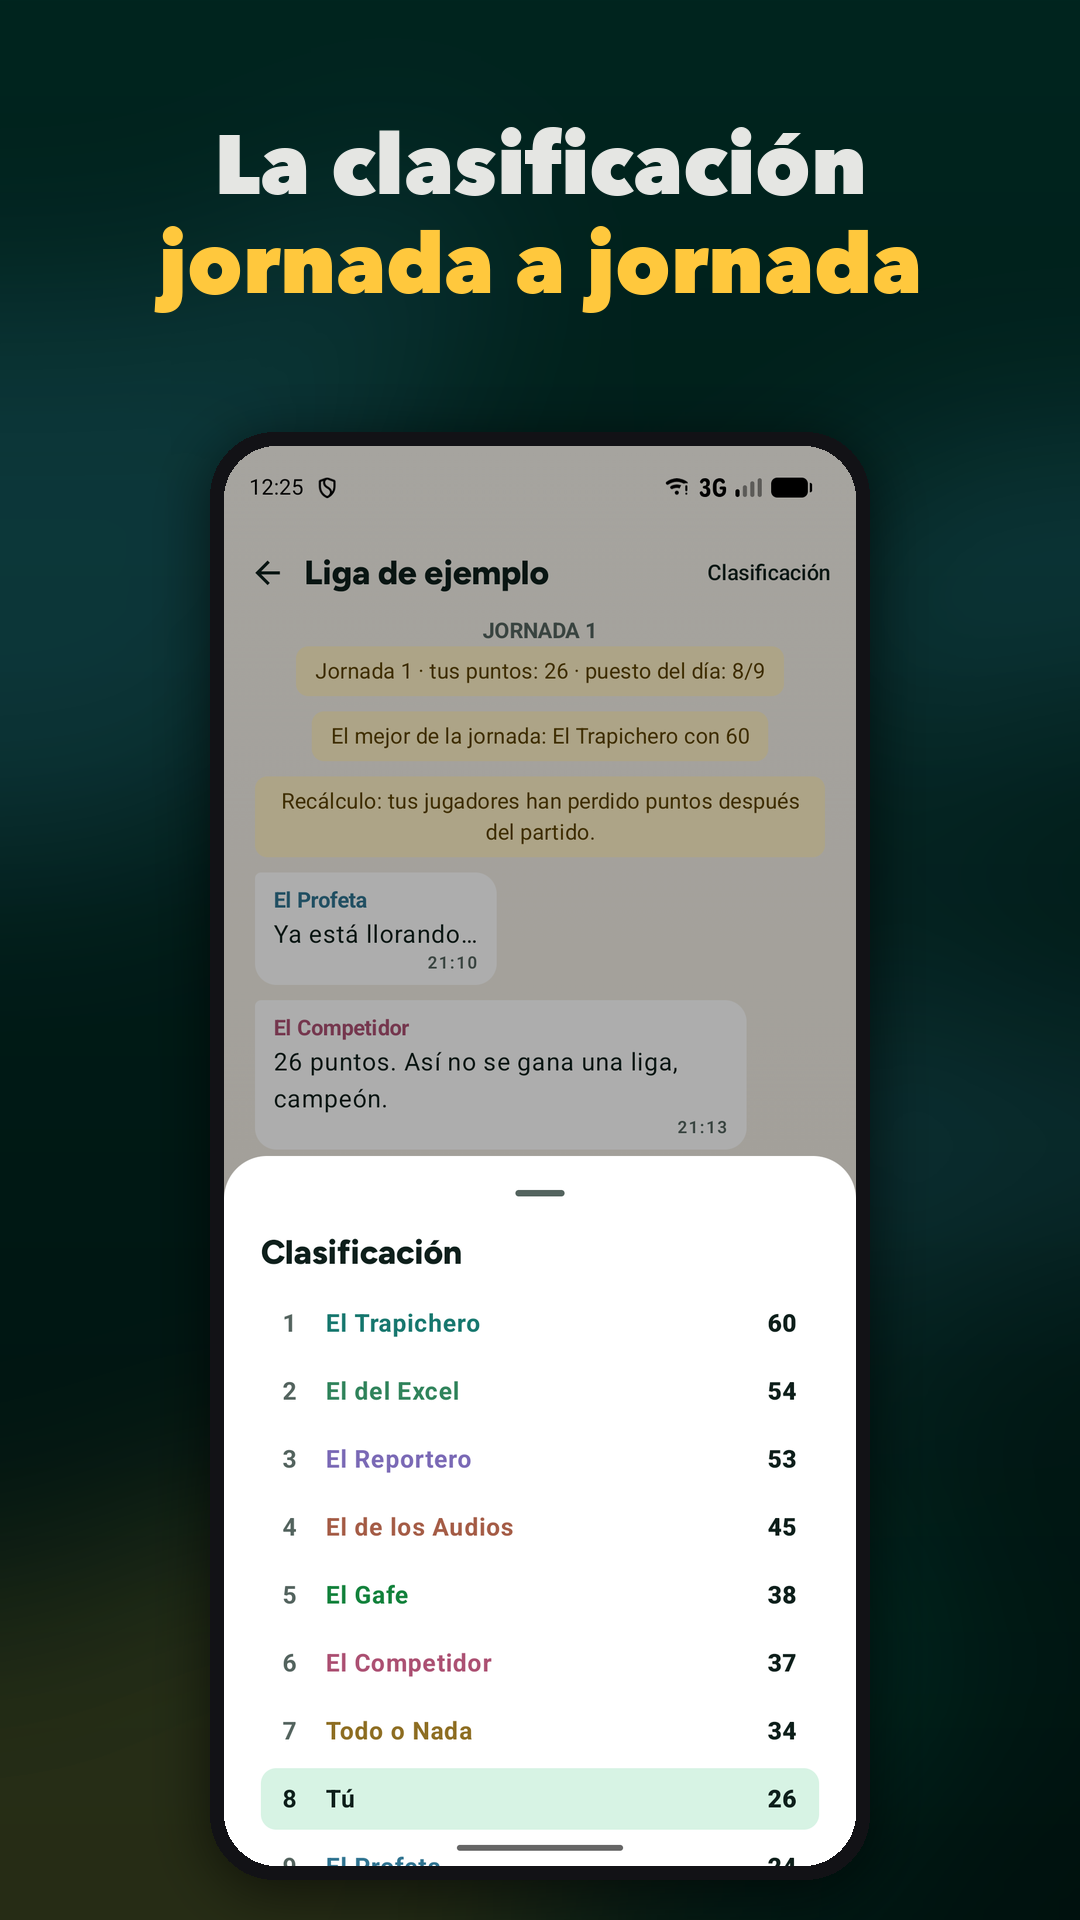 La clasificación
jornada a jornada
12:25
3G
Liga de ejemplo
Clasificación
JORNADA 1
Jornada 1 · tus puntos: 26 · puesto del día: 8/9
El mejor de la jornada: El Trapichero con 60
Recálculo: tus jugadores han perdido puntos después
del partido.
El Profeta
Ya está llorando...
21:10
El Competidor
26 puntos. Así no se gana una liga,
campeón.
21:13
Clasificación
1 El Trapichero 60
2 El del Excel 54
3 El Reportero 53
4 El de los Audios 45
5 El Gafe 38
6 El Competidor 37
7 Todo o Nada 34
8 Tú 26
9 El Profeta 24